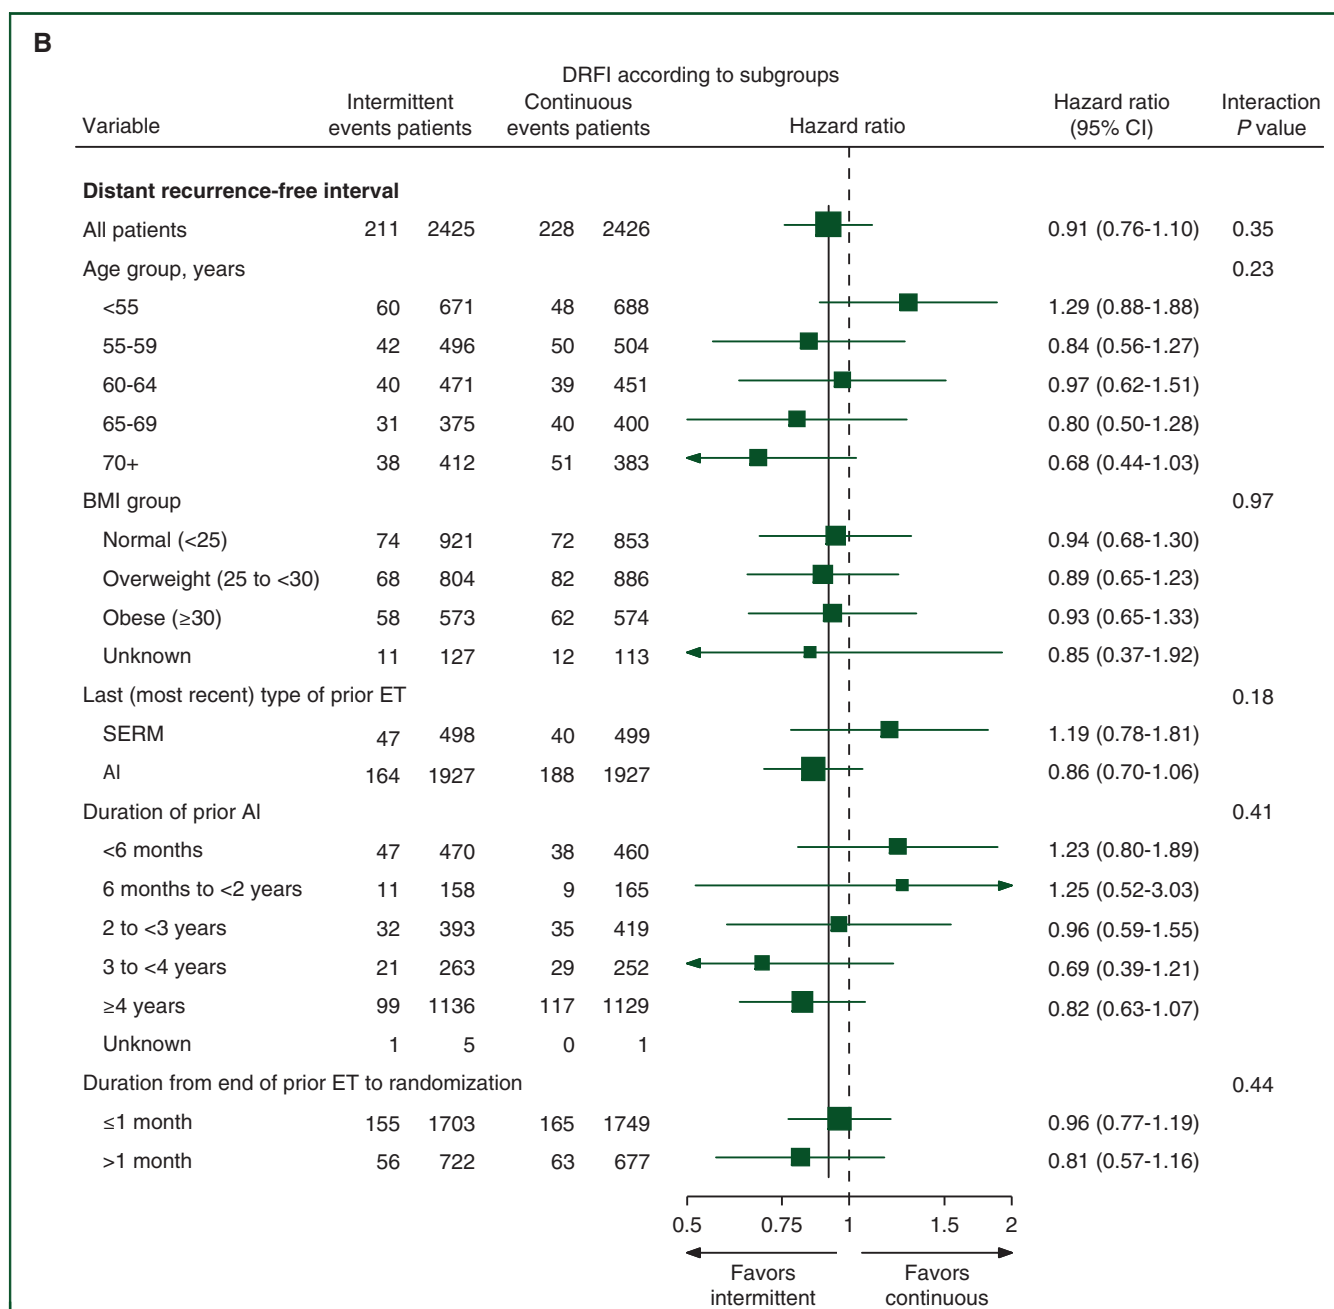 B
DRFI according to subgroups
Intermittent Continuous Hazard ratio Interaction
Variable events patients events patients Hazard ratio (95% CI) P value
Distant recurrence-free interval
All patients 211 2425 228 2426 0.91 (0.76-1.10) 0.35
Age group, years 0.23
<55 60 671 48 688 1.29 (0.88-1.88)
55-59 42 496 50 504 0.84 (0.56-1.27)
60-64 40 471 39 451 0.97 (0.62-1.51)
65-69 31 375 40 400 0.80 (0.50-1.28)
70+ 38 412 51 383 0.68 (0.44-1.03)
BMI group 0.97
Normal (<25) 74 921 72 853 0.94 (0.68-1.30)
Overweight (25 to <30) 68 804 82 886 0.89 (0.65-1.23)
Obese (≥30) 58 573 62 574 0.93 (0.65-1.33)
Unknown 11 127 12 113 0.85 (0.37-1.92)
Last (most recent) type of prior ET 0.18
SERM 47 498 40 499 1.19 (0.78-1.81)
AI 164 1927 188 1927 0.86 (0.70-1.06)
Duration of prior AI 0.41
<6 months 47 470 38 460 1.23 (0.80-1.89)
6 months to <2 years 11 158 9 165 1.25 (0.52-3.03)
2 to <3 years 32 393 35 419 0.96 (0.59-1.55)
3 to <4 years 21 263 29 252 0.69 (0.39-1.21)
≥4 years 99 1136 117 1129 0.82 (0.63-1.07)
Unknown 1 5 0 1
Duration from end of prior ET to randomization 0.44
≤1 month 155 1703 165 1749 0.96 (0.77-1.19)
>1 month 56 722 63 677 0.81 (0.57-1.16)
0.5 0.75 1 1.5 2
Favors Favors
intermittent continuous